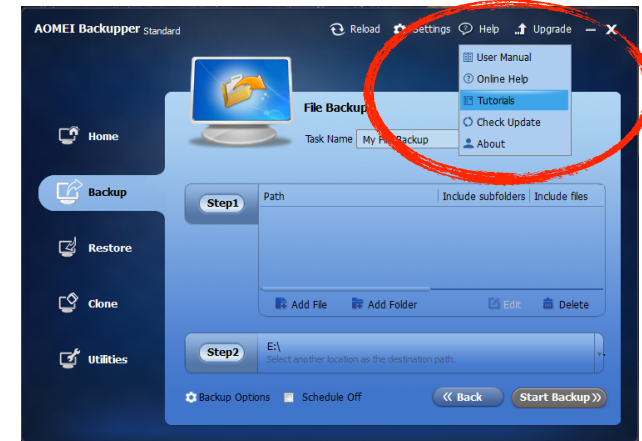 AOMEI Backupper Standard Reload Settings Help Upgrade
User Manual
Online Help
Tutorials
Check Update
About
File Backup
Task Name My File Backup
Home
Backup
Restore
Clone
Utilities
Step1
Path Include subfolders Include files
Add File Add Folder Edit Delete
Step2
E:\
Select another location as the destination path.
Backup Options Schedule Off Back Start Backup